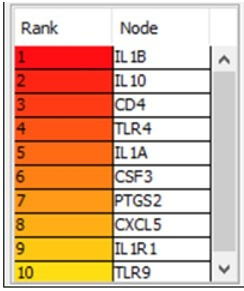 Rank Node
1 IL1B
2 IL10
3 CD4
4 TLR4
5 IL1A
6 CSF3
7 PTGS2
8 CXCL5
9 IL1R1
10 TLR9